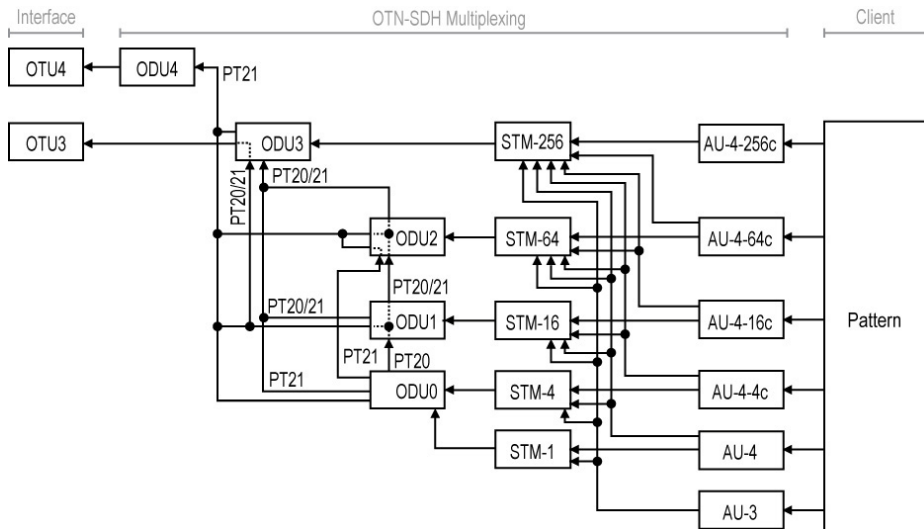 Interface
OTN-SDH Multiplexing
Client
OTU4
ODU4
PT21
OTU3
ODU3
STM-256
AU-4-256c
PT20/21
PT20/21
ODU2
STM-64
AU-4-64c
PT20/21
PT20/21
ODU1
STM-16
AU-4-16c
Pattern
PT21
PT20
PT21
ODU0
STM-4
AU-4-4c
STM-1
AU-4
AU-3